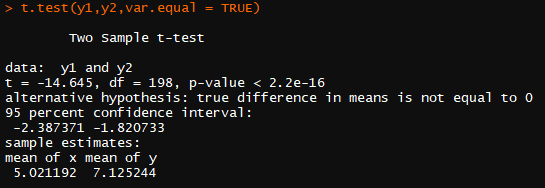 > t.test(y1,y2,var.equal = TRUE)
Two Sample t-test
data:  y1 and y2
t = -14.645, df = 198, p-value < 2.2e-16
alternative hypothesis: true difference in means is not equal to 0
95 percent confidence interval:
 -2.387371 -1.820733
sample estimates:
mean of x mean of y
 5.021192  7.125244